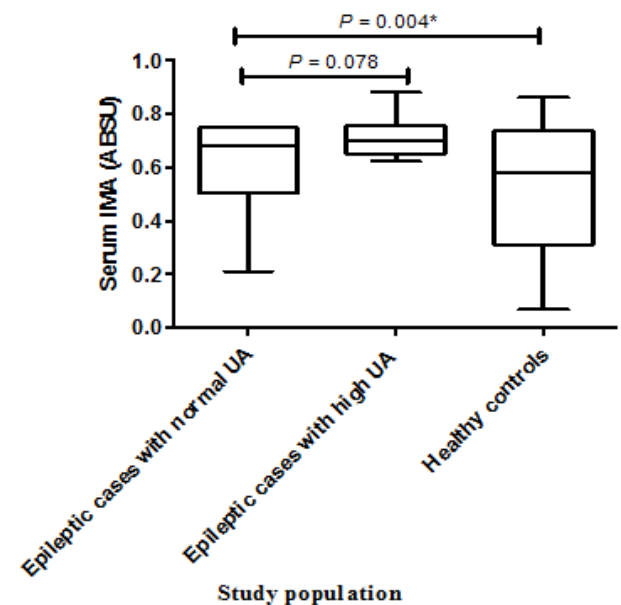 P = 0.004*
P = 0.078
Serum IMA (ABSU)
1.0
0.8
0.6
0.4
0.2
0.0
Epileptic cases with normal UA
Epileptic cases with high UA
Healthy controls
Study population